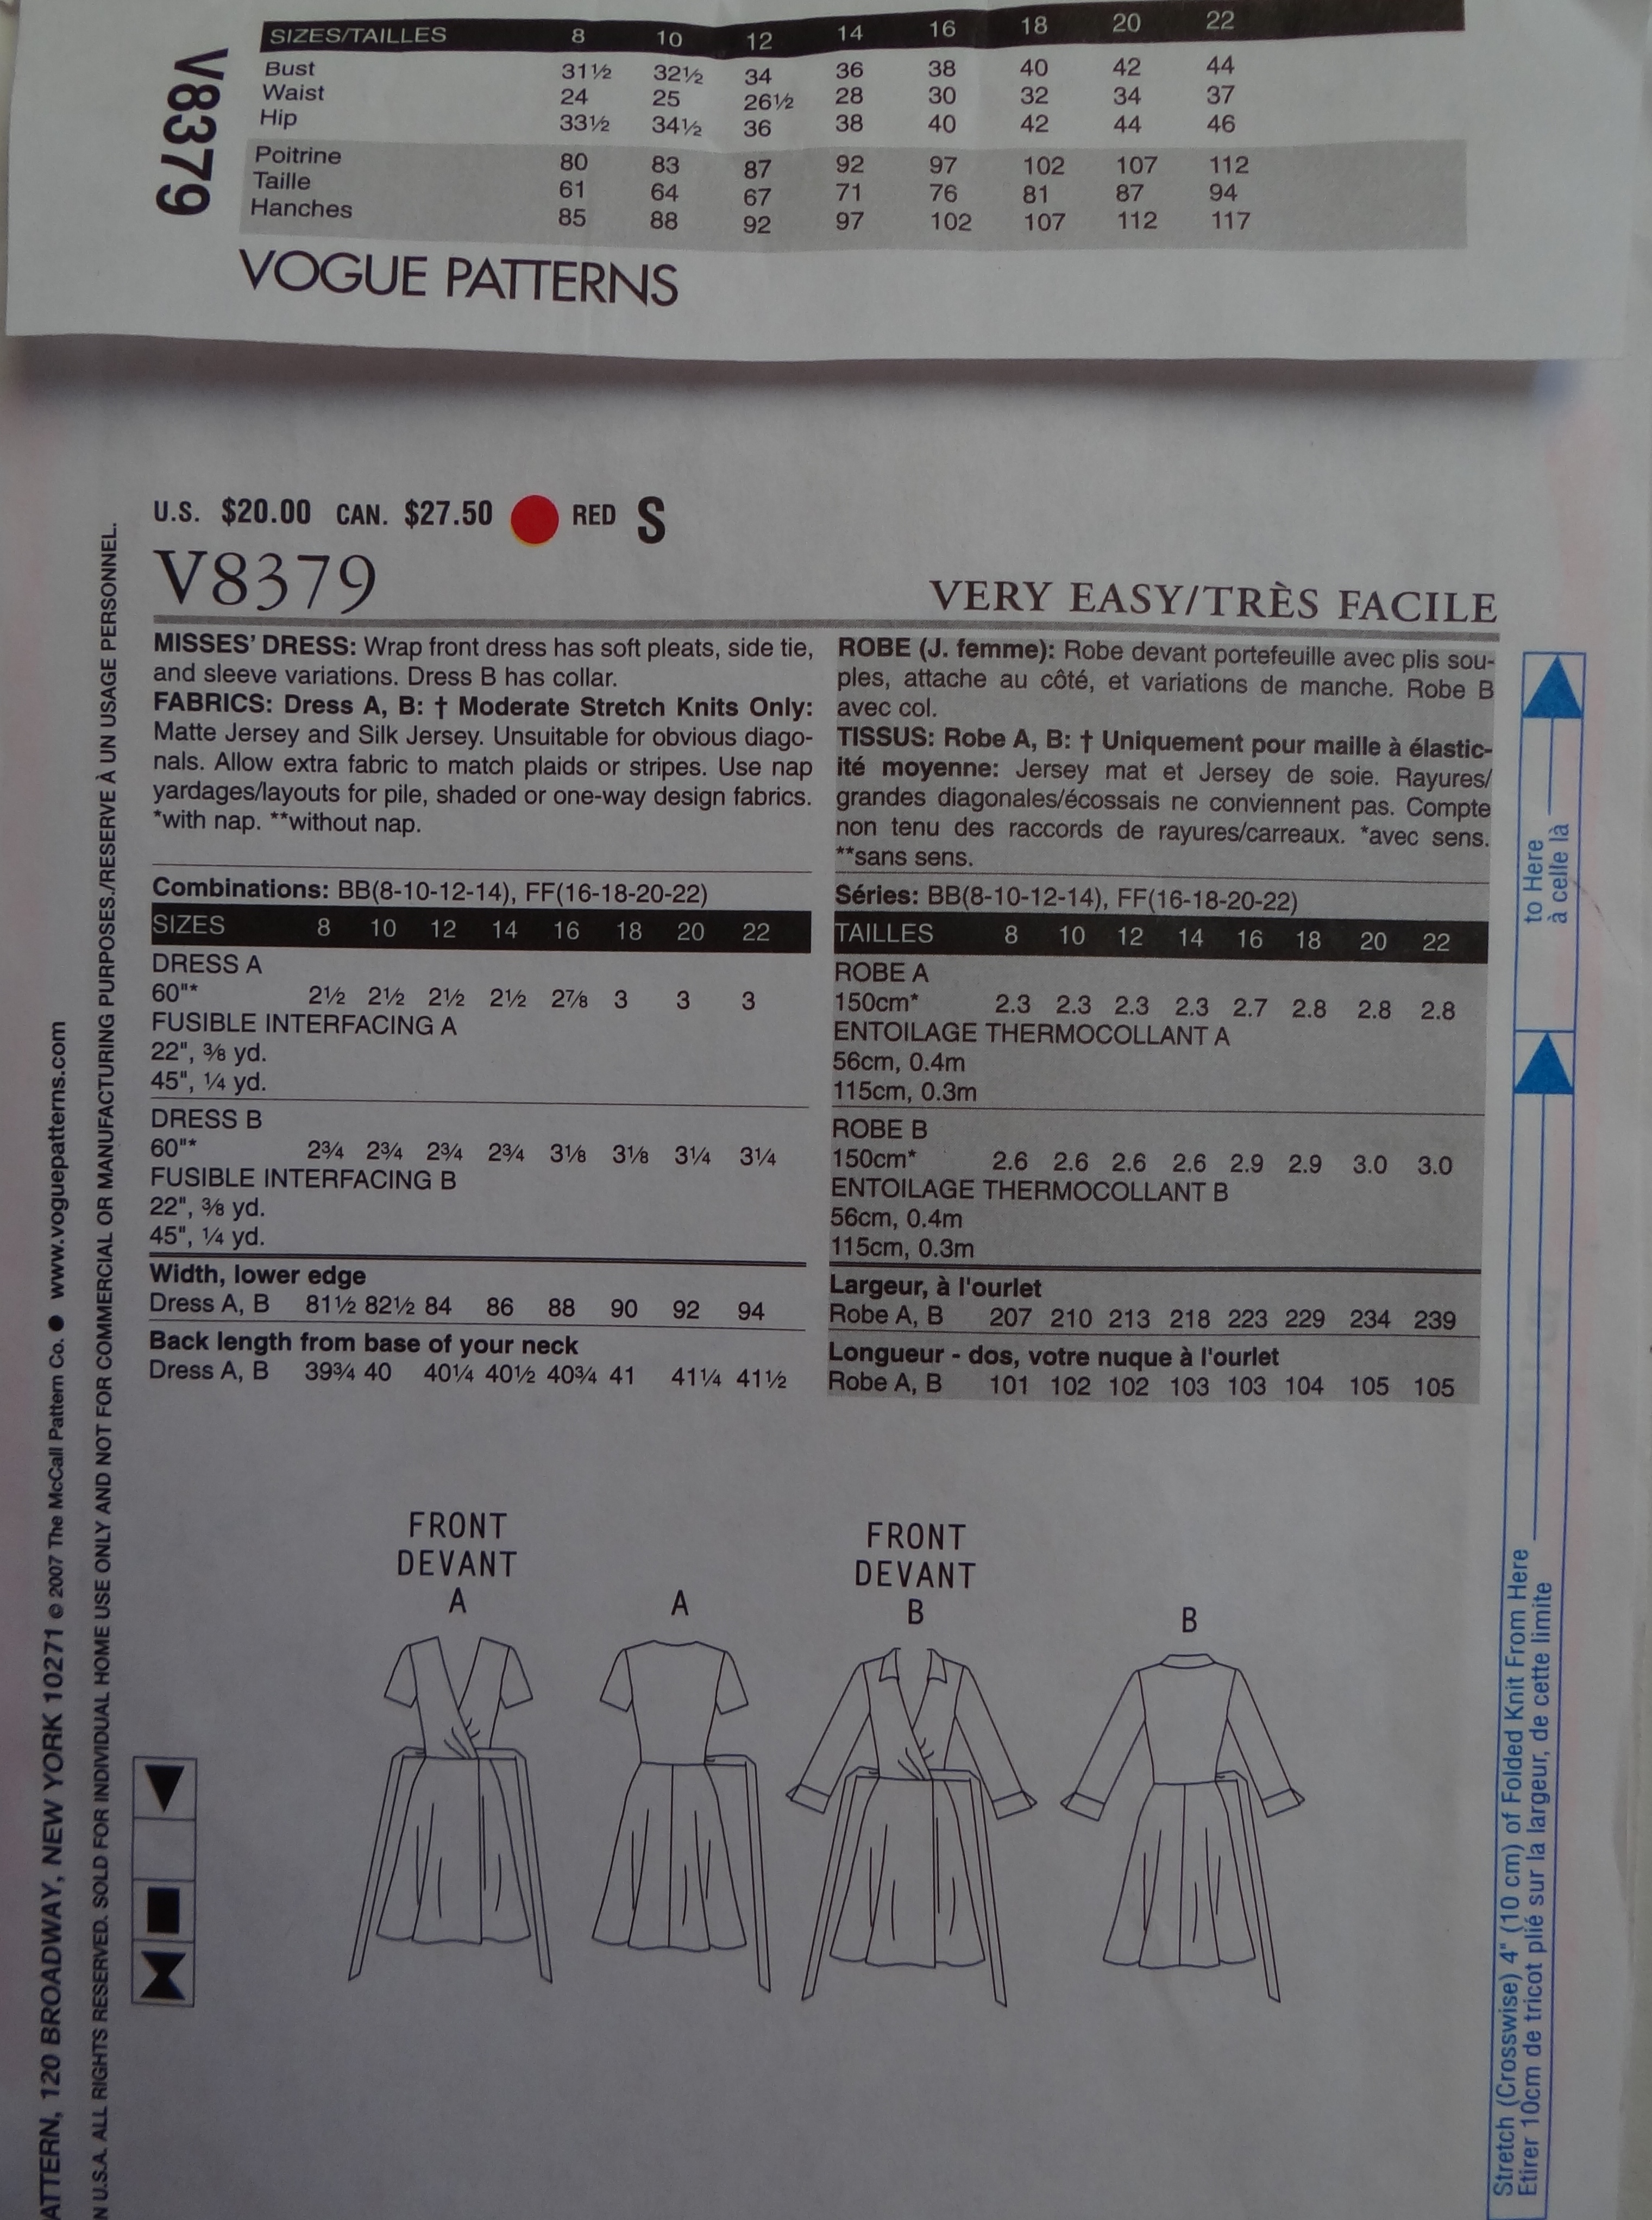 V8379
SIZES/TAILLES 8 10 12 14 16 18 20 22
Bust 31½ 32½ 34 36 38 40 42 44
Waist 24 25 26½ 28 30 32 34 37
Hip 33½ 34½ 36 38 40 42 44 46
Poitrine 80 83 87 92 97 102 107 112
Taille 61 64 67 71 76 81 87 94
Hanches 85 88 92 97 102 107 112 117
VOGUE PATTERNS
U.S. $20.00 CAN. $27.50 RED S
V8379
VERY EASY/TRÈS FACILE
MISSES' DRESS: Wrap front dress has soft pleats, side tie,
and sleeve variations. Dress B has collar.
FABRICS: Dress A, B: † Moderate Stretch Knits Only:
Matte Jersey and Silk Jersey. Unsuitable for obvious diago-
nals. Allow extra fabric to match plaids or stripes. Use nap
yardages/layouts for pile, shaded or one-way design fabrics.
*with nap. **without nap.
Combinations: BB(8-10-12-14), FF(16-18-20-22)
SIZES 8 10 12 14 16 18 20 22
DRESS A
60"* 2½ 2½ 2½ 2½ 2⅞ 3 3 3
FUSIBLE INTERFACING A
22", ⅜ yd.
45", ¼ yd.
DRESS B
60"* 2¾ 2¾ 2¾ 2¾ 3⅛ 3⅛ 3¼ 3¼
FUSIBLE INTERFACING B
22", ⅜ yd.
45", ¼ yd.
Width, lower edge
Dress A, B 81½ 82½ 84 86 88 90 92 94
Back length from base of your neck
Dress A, B 39¾ 40 40¼ 40½ 40¾ 41 41¼ 41½
ROBE (J. femme): Robe devant portefeuille avec plis sou-
ples, attache au côté, et variations de manche. Robe B
avec col.
TISSUS: Robe A, B: † Uniquement pour maille à élastic-
ité moyenne: Jersey mat et Jersey de soie. Rayures/
grandes diagonales/écossais ne conviennent pas. Compte
non tenu des raccords de rayures/carreaux. *avec sens.
**sans sens.
Séries: BB(8-10-12-14), FF(16-18-20-22)
TAILLES 8 10 12 14 16 18 20 22
ROBE A
150cm* 2.3 2.3 2.3 2.3 2.7 2.8 2.8 2.8
ENTOILAGE THERMOCOLLANT A
56cm, 0.4m
115cm, 0.3m
ROBE B
150cm* 2.6 2.6 2.6 2.6 2.9 2.9 3.0 3.0
ENTOILAGE THERMOCOLLANT B
56cm, 0.4m
115cm, 0.3m
Largeur, à l'ourlet
Robe A, B 207 210 213 218 223 229 234 239
Longueur - dos, votre nuque à l'ourlet
Robe A, B 101 102 102 103 103 104 105 105
FRONT
DEVANT
A
A
FRONT
DEVANT
B
B
ATTERN, 120 BROADWAY, NEW YORK 10271 © 2007 The McCall Pattern Co. ● www.voguepatterns.com
N U.S.A. ALL RIGHTS RESERVED. SOLD FOR INDIVIDUAL HOME USE ONLY AND NOT FOR COMMERCIAL OR MANUFACTURING PURPOSES./RESERVE À UN USAGE PERSONNEL.
Stretch (Crosswise) 4" (10 cm) of Folded Knit From Here
Etirer 10cm de tricot plié sur la largeur, de cette limite
to Here
à celle là